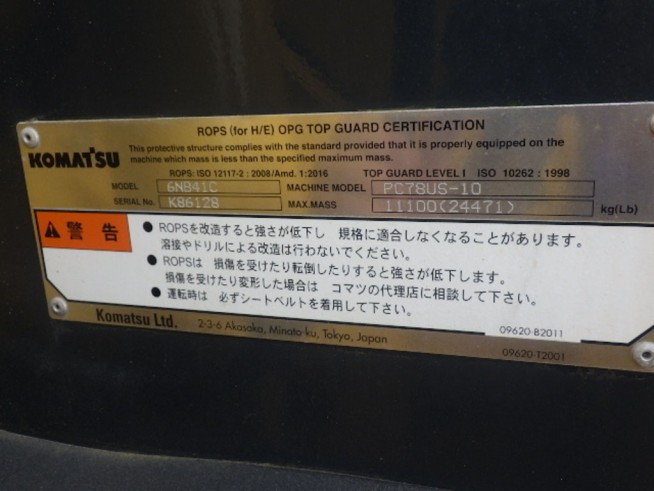 ROPS (for H/E) OPG TOP GUARD CERTIFICATION
KOMATSU
This protective structure complies with the standard provided that it is properly equipped on the
machine which mass is less than the specified maximum mass.
ROPS: ISO 12117-2 : 2008/Amd. 1:2016 TOP GUARD LEVEL I ISO 10262 : 1998
MODEL 6NB41C MACHINE MODEL PC78US-10
SERIAL No. K86128 MAX.MASS 11100(24471) kg(Lb)
警告
● ROPSを改造すると強さが低下し 規格に適合しなくなることがあります。
溶接やドリルによる改造は行わないでください。
● ROPSは 損傷を受けたり転倒したりすると強さが低下します。
損傷を受けたり変形した場合は コマツの代理店に相談して下さい。
● 運転時は 必ずシートベルトを着用して下さい。
09620-B2011
Komatsu Ltd. 2-3-6 Akasaka, Minato-ku, Tokyo, Japan
09620-T2001